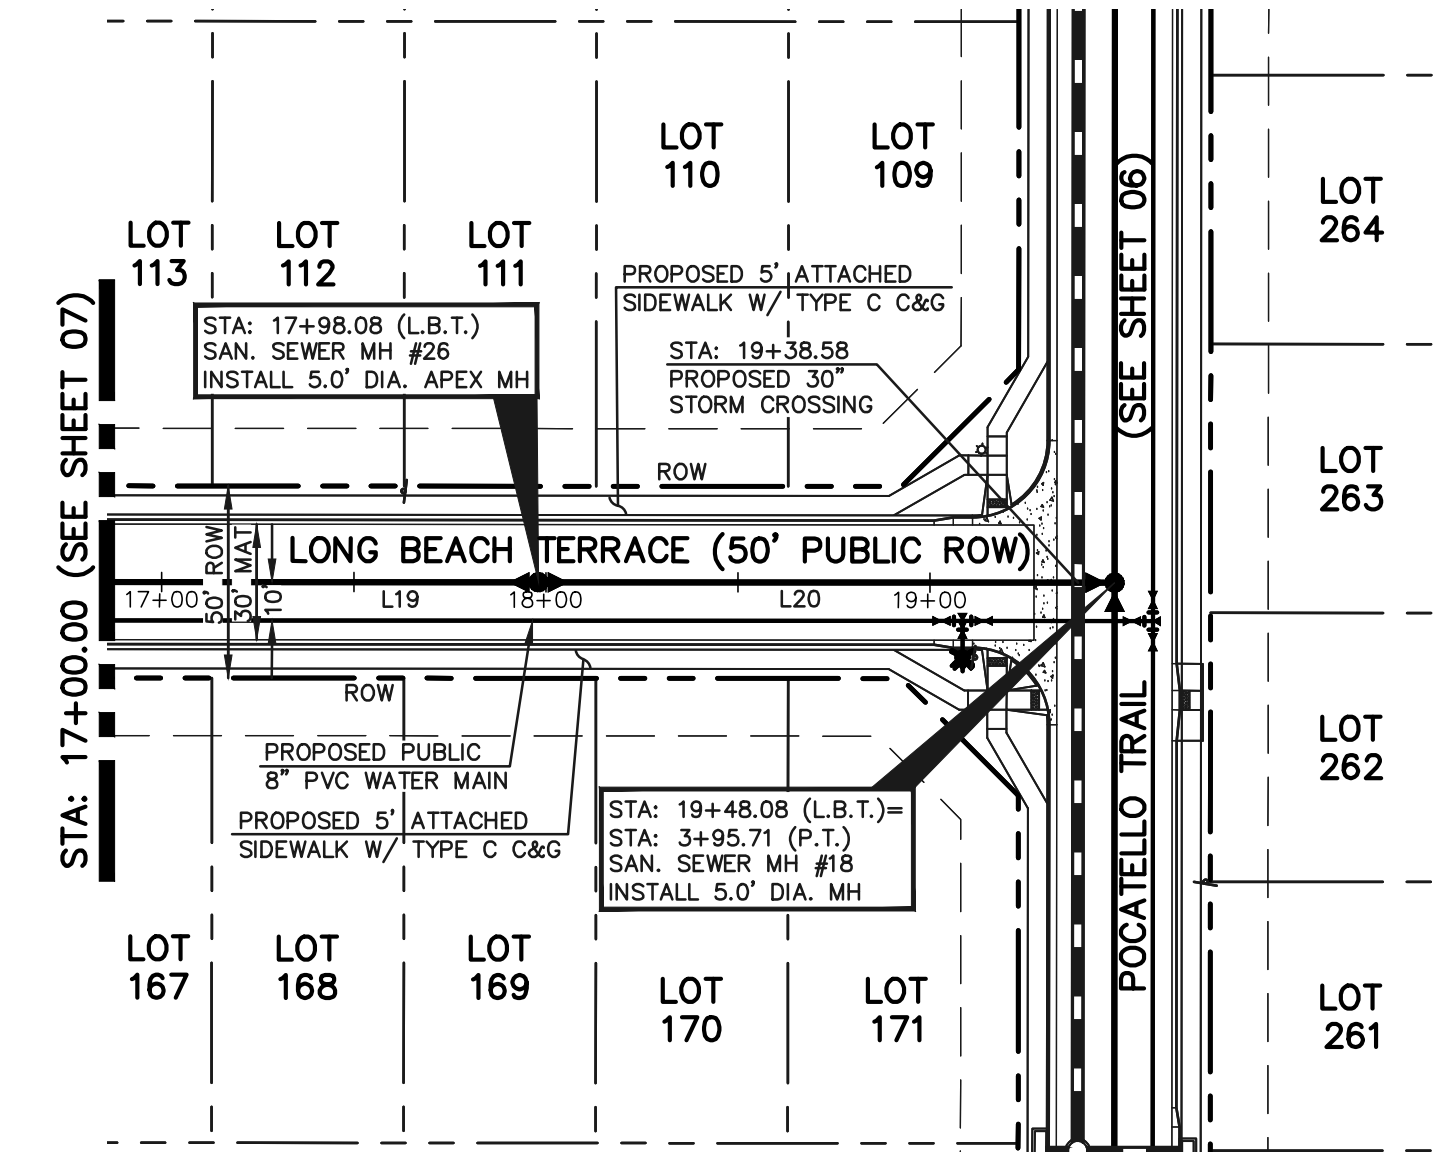 LOT
110
LOT
109
LOT
264
LOT
113
LOT
112
LOT
111
PROPOSED 5' ATTACHED
SIDEWALK W/ TYPE C C&G
STA: 17+98.08 (L.B.T.)
SAN. SEWER MH #26
INSTALL 5.0' DIA. APEX MH
STA: 19+38.58
PROPOSED 30"
STORM CROSSING
(SEE SHEET 06)
STA: 17+00.00 (SEE SHEET 07)
ROW
LOT
263
50' ROW
30' MAT
10'
LONG BEACH TERRACE (50' PUBLIC ROW)
17+00
L19
18+00
L20
19+00
ROW
PROPOSED PUBLIC
8" PVC WATER MAIN
PROPOSED 5' ATTACHED
SIDEWALK W/ TYPE C C&G
STA: 19+48.08 (L.B.T.)=
STA: 3+95.71 (P.T.)
SAN. SEWER MH #18
INSTALL 5.0' DIA. MH
POCATELLO TRAIL
LOT
262
LOT
167
LOT
168
LOT
169
LOT
170
LOT
171
LOT
261